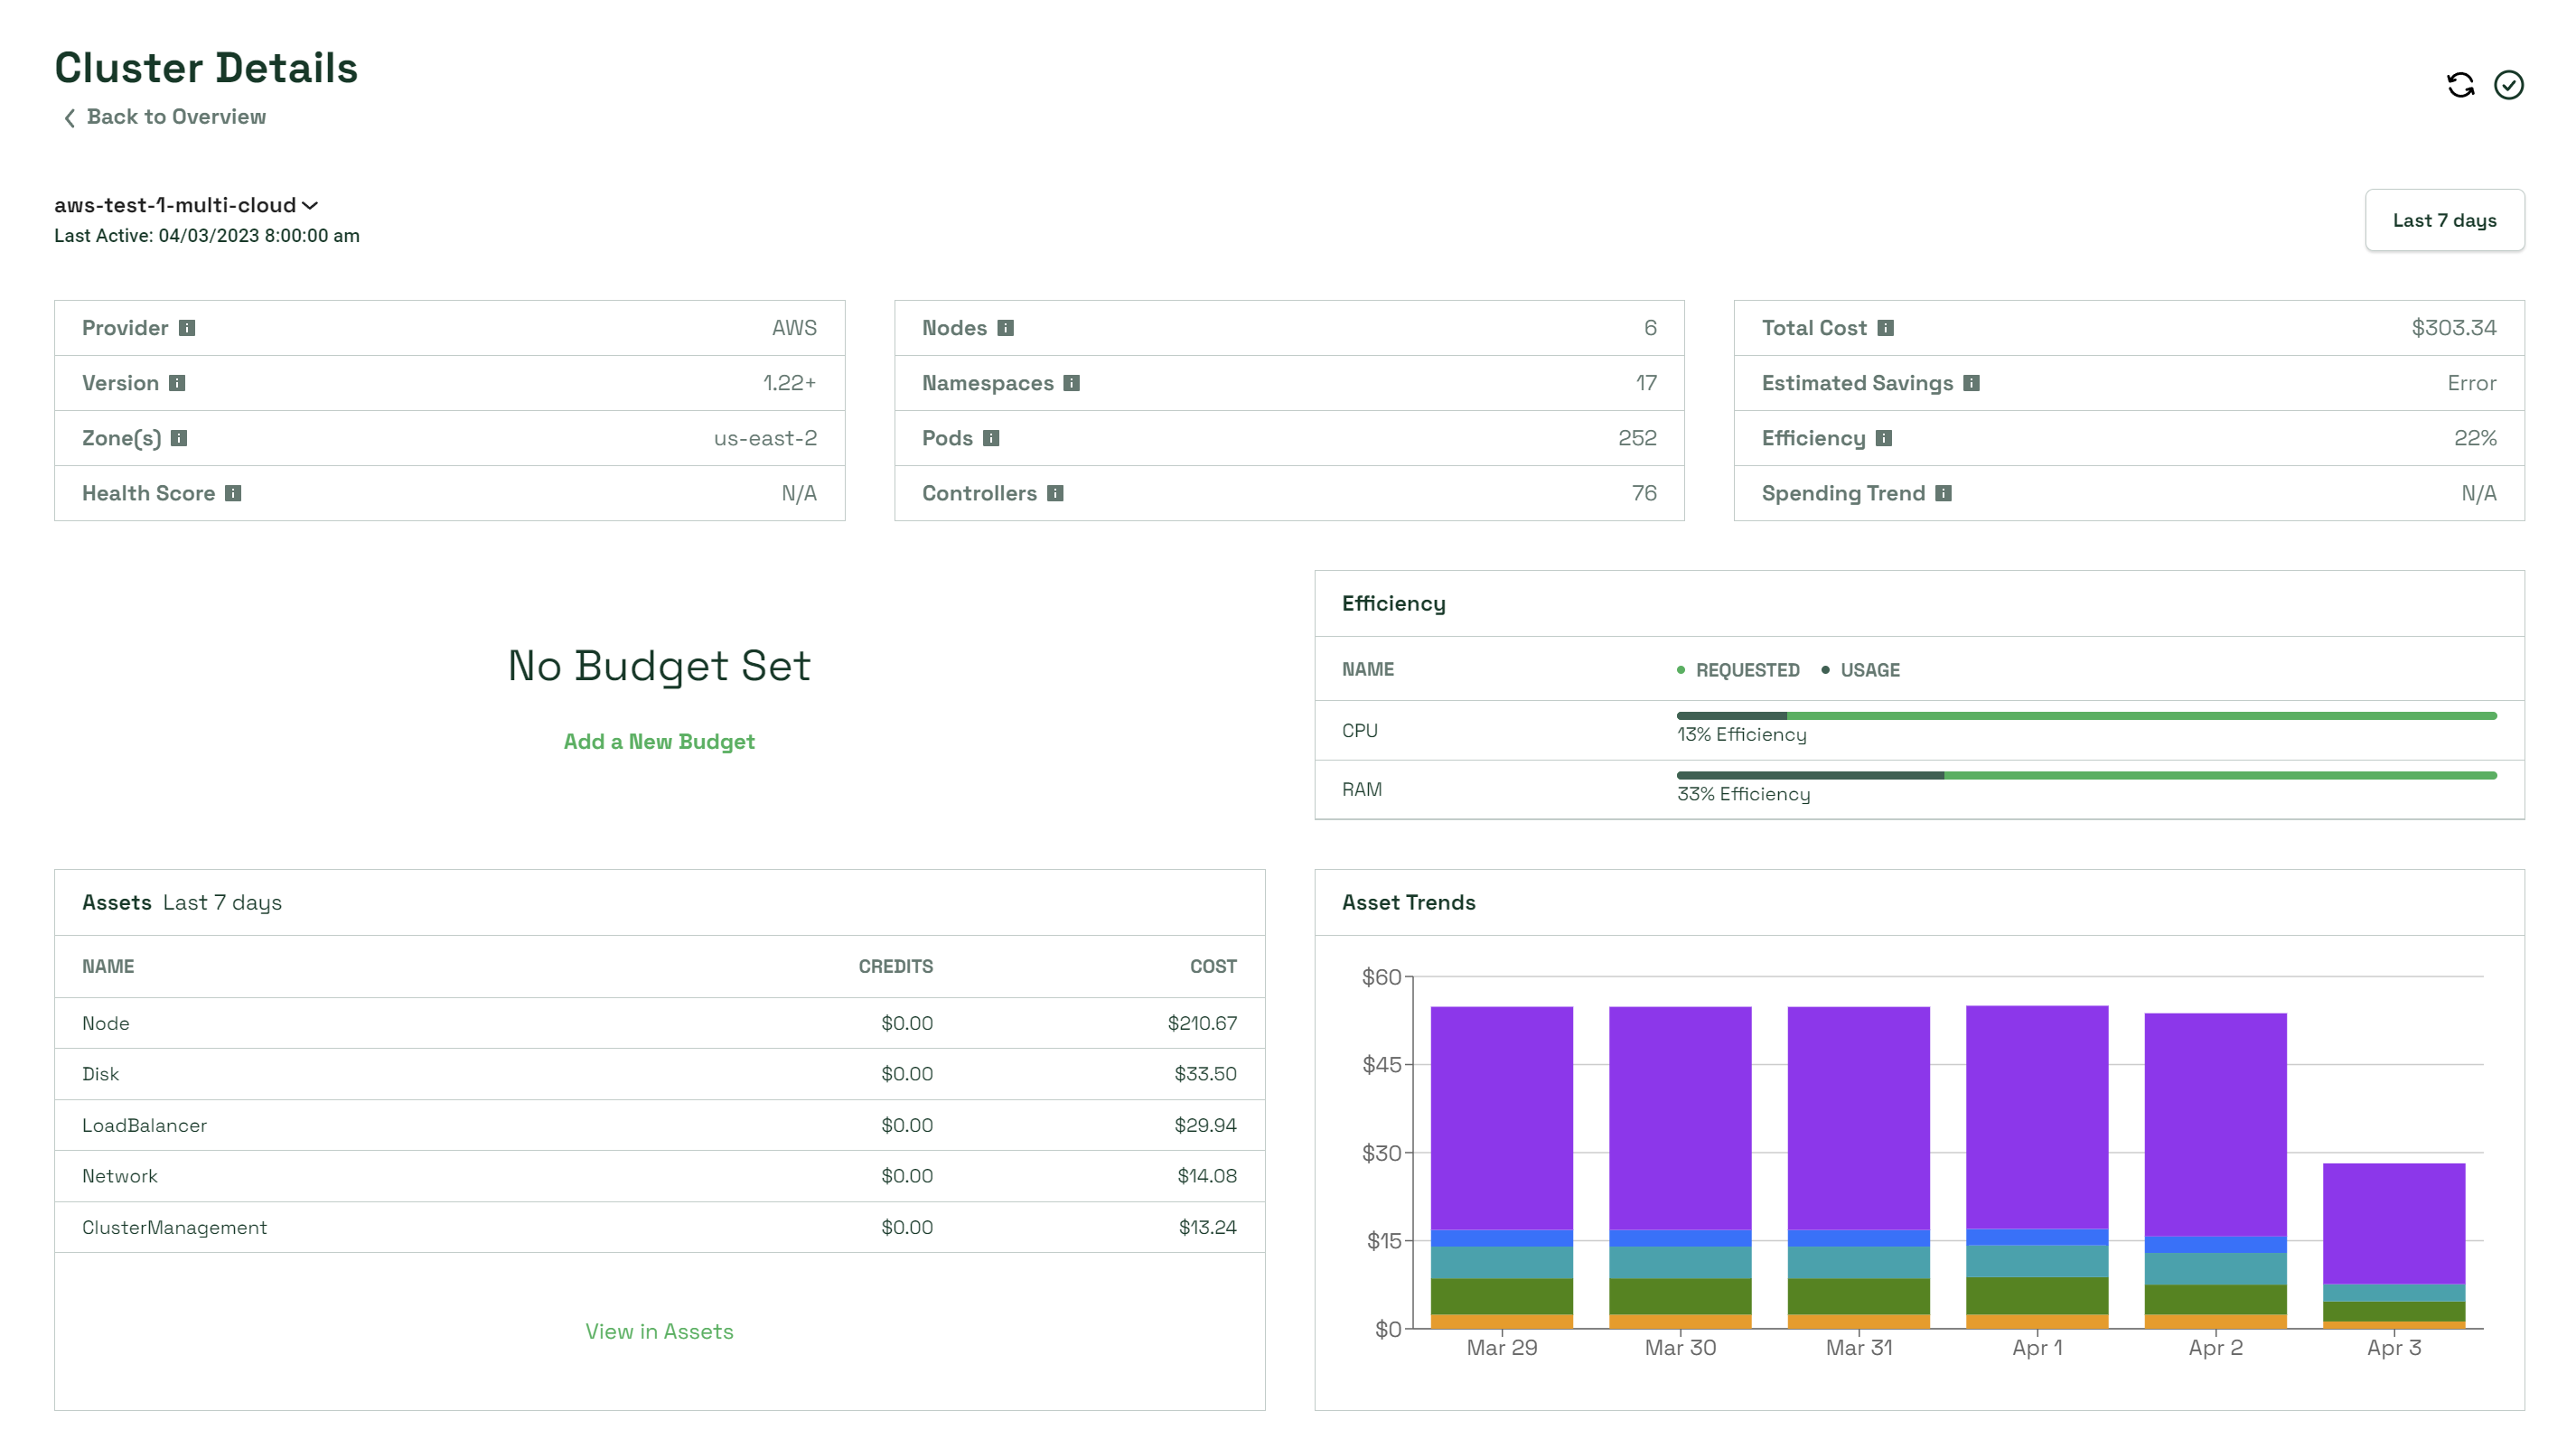 Cluster Details
Back to Overview
aws-test-1-multi-cloud
Last Active: 04/03/2023 8:00:00 am
Last 7 days
Provider AWS
Version 1.22+
Zone(s) us-east-2
Health Score N/A
Nodes 6
Namespaces 17
Pods 252
Controllers 76
Total Cost $303.34
Estimated Savings Error
Efficiency 22%
Spending Trend N/A
No Budget Set
Add a New Budget
Efficiency
NAME REQUESTED USAGE
CPU 13% Efficiency
RAM 33% Efficiency
Assets Last 7 days
NAME CREDITS COST
Node $0.00 $210.67
Disk $0.00 $33.50
LoadBalancer $0.00 $29.94
Network $0.00 $14.08
ClusterManagement $0.00 $13.24
View in Assets
Asset Trends
$60
$45
$30
$15
$0
Mar 29 Mar 30 Mar 31 Apr 1 Apr 2 Apr 3